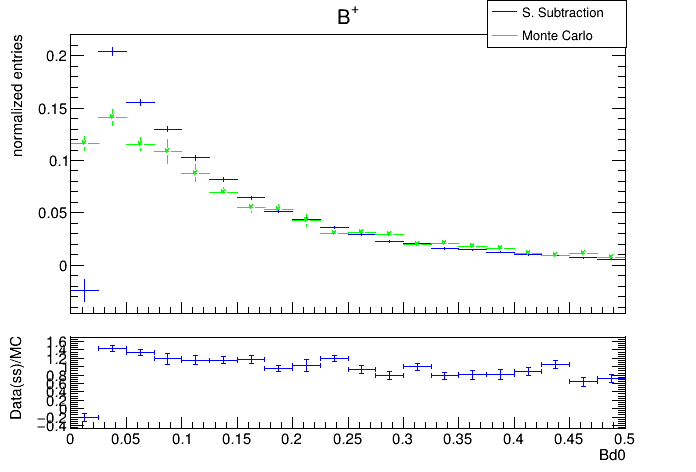 B+
S. Subtraction
Monte Carlo
normalized entries
0.2
0.15
0.1
0.05
0
Data(ss)/MC
1.6
1.4
1.2
1
0.8
0.6
0.4
0.2
0
−0.2
−0.4
0 0.05 0.1 0.15 0.2 0.25 0.3 0.35 0.4 0.45 0.5
Bd0